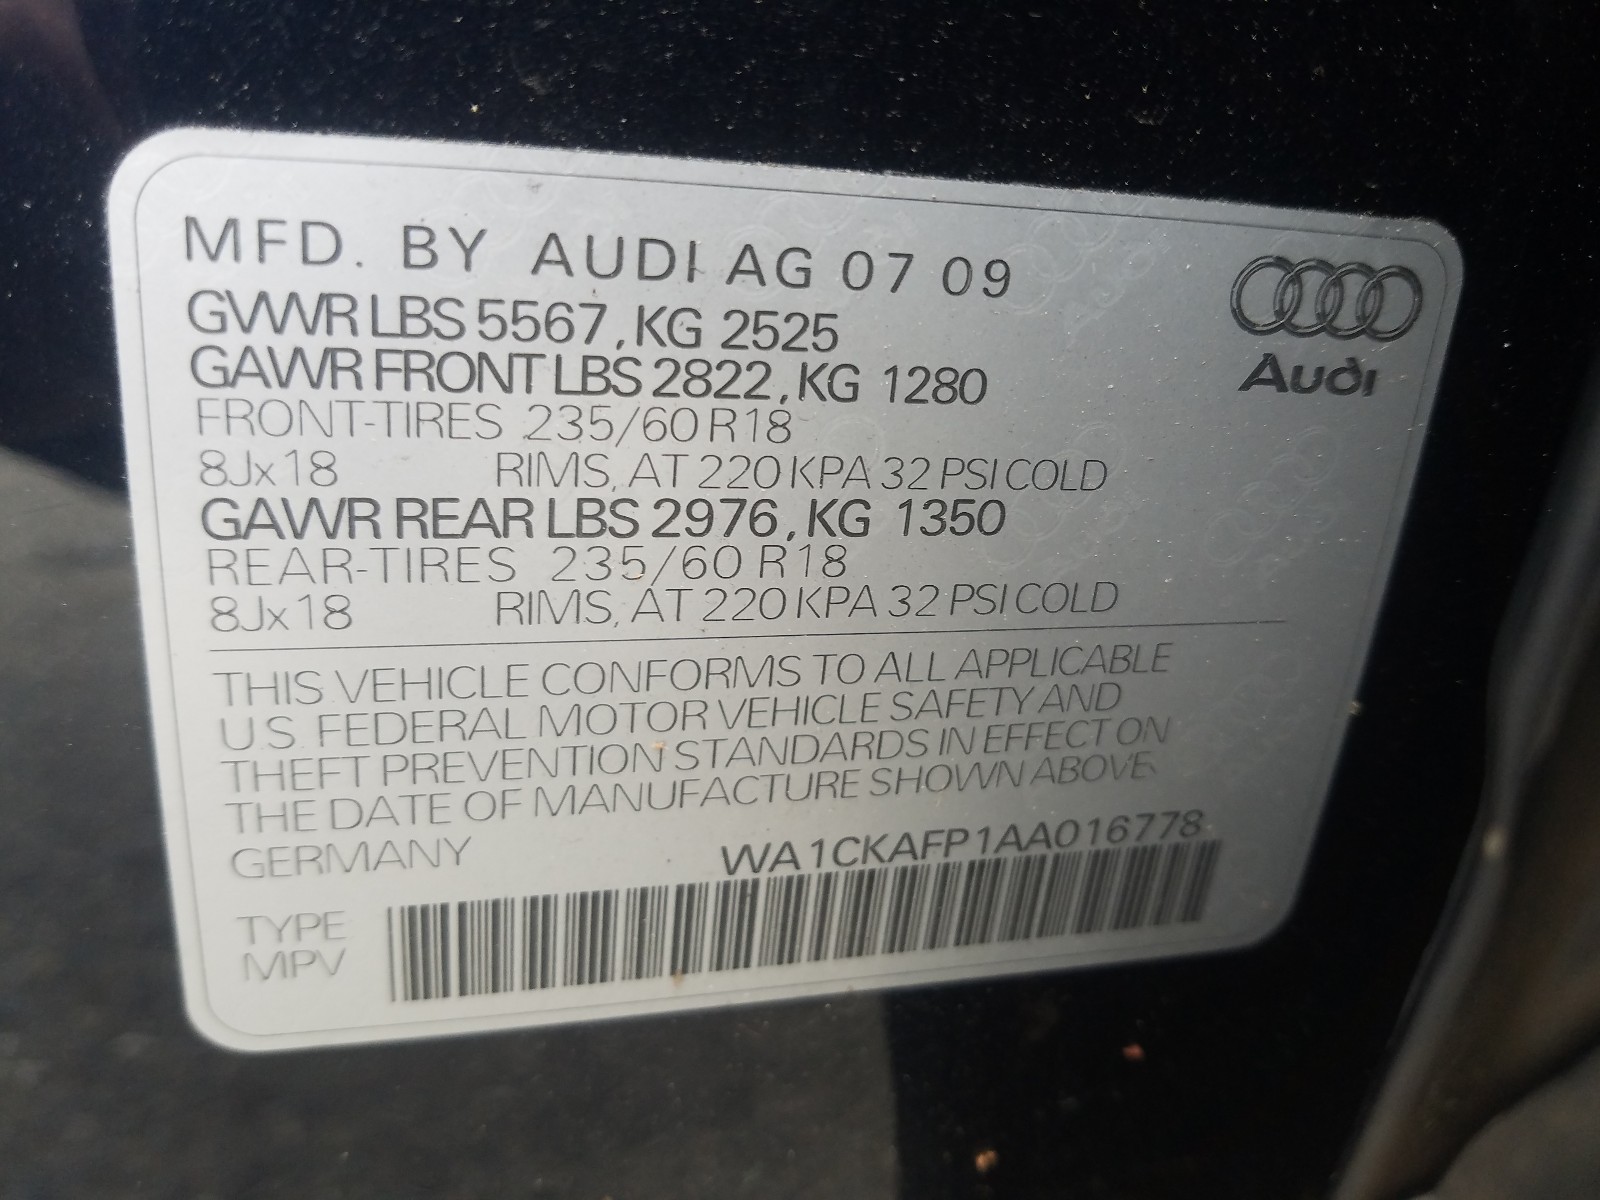 MFD. BY AUDI AG 07 09
GVWR LBS 5567, KG 2525
GAWR FRONT LBS 2822, KG 1280
FRONT-TIRES 235/60 R18
8Jx18 RIMS, AT 220 KPA 32 PSI COLD
GAWR REAR LBS 2976, KG 1350
REAR-TIRES 235/60 R18
8Jx18 RIMS, AT 220 KPA 32 PSI COLD
Audi
THIS VEHICLE CONFORMS TO ALL APPLICABLE
U.S. FEDERAL MOTOR VEHICLE SAFETY AND
THEFT PREVENTION STANDARDS IN EFFECT ON
THE DATE OF MANUFACTURE SHOWN ABOVE.
GERMANY WA1CKAFP1AA016778
TYPE
MPV